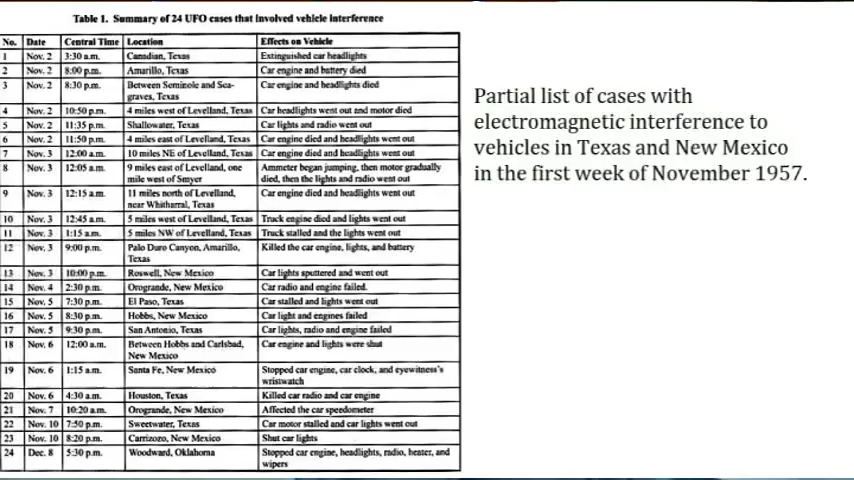 Table 1. Summary of 24 UFO cases that involved vehicle interference
No. Date Central Time Location Effects on Vehicle
1 Nov. 2 3:30 a.m. Canadian, Texas Extinguished car headlights
2 Nov. 2 8:00 p.m. Amarillo, Texas Car engine and battery died
3 Nov. 2 8:30 p.m. Between Seminole and Sea- Car engine and headlights died
graves, Texas
4 Nov. 2 10:50 p.m. 4 miles west of Levelland, Texas Car headlights went out and motor died
5 Nov. 2 11:35 p.m. Shallowater, Texas Car lights and radio went out
6 Nov. 2 11:50 p.m. 4 miles east of Levelland, Texas Car engine died and headlights went out
7 Nov. 3 12:00 a.m. 10 miles NE of Levelland, Texas Car engine died and headlights went out
8 Nov. 3 12:05 a.m. 9 miles east of Levelland, one Ammeter began jumping, then motor gradually
mile west of Smyer died, then the lights and radio went out
9 Nov. 3 12:15 a.m. 11 miles north of Levelland, Car engine died and headlights went out
near Whitharral, Texas
10 Nov. 3 12:45 a.m. 5 miles west of Levelland, Texas Truck engine died and lights went out
11 Nov. 3 1:15 a.m. 5 miles NW of Levelland, Texas Truck stalled and the lights went out
12 Nov. 3 9:00 p.m. Palo Duro Canyon, Amarillo, Killed the car engine, lights, and battery
Texas
13 Nov. 3 10:00 p.m. Roswell, New Mexico Car lights sputtered and went out
14 Nov. 4 2:30 p.m. Orogrande, New Mexico Car radio and engine failed.
15 Nov. 5 7:30 p.m. El Paso, Texas Car stalled and lights went out
16 Nov. 5 8:30 p.m. Hobbs, New Mexico Car light and engines failed
17 Nov. 5 9:30 p.m. San Antonio, Texas Car lights, radio and engine failed
18 Nov. 6 12:00 a.m. Between Hobbs and Carlsbad, Car engine and lights were shut
New Mexico
19 Nov. 6 1:15 a.m. Santa Fe, New Mexico Stopped car engine, car clock, and eyewitness's
wristwatch
20 Nov. 6 4:30 a.m. Houston, Texas Killed car radio and car engine
21 Nov. 7 10:20 a.m. Orogrande, New Mexico Affected the car speedometer
22 Nov. 10 7:50 p.m. Sweetwater, Texas Car motor stalled and car lights went out
23 Nov. 10 8:20 p.m. Carrizozo, New Mexico Shut car lights
24 Dec. 8 5:30 p.m. Woodward, Oklahoma Stopped car engine, headlights, radio, heater, and
wipers
Partial list of cases with
electromagnetic interference to
vehicles in Texas and New Mexico
in the first week of November 1957.